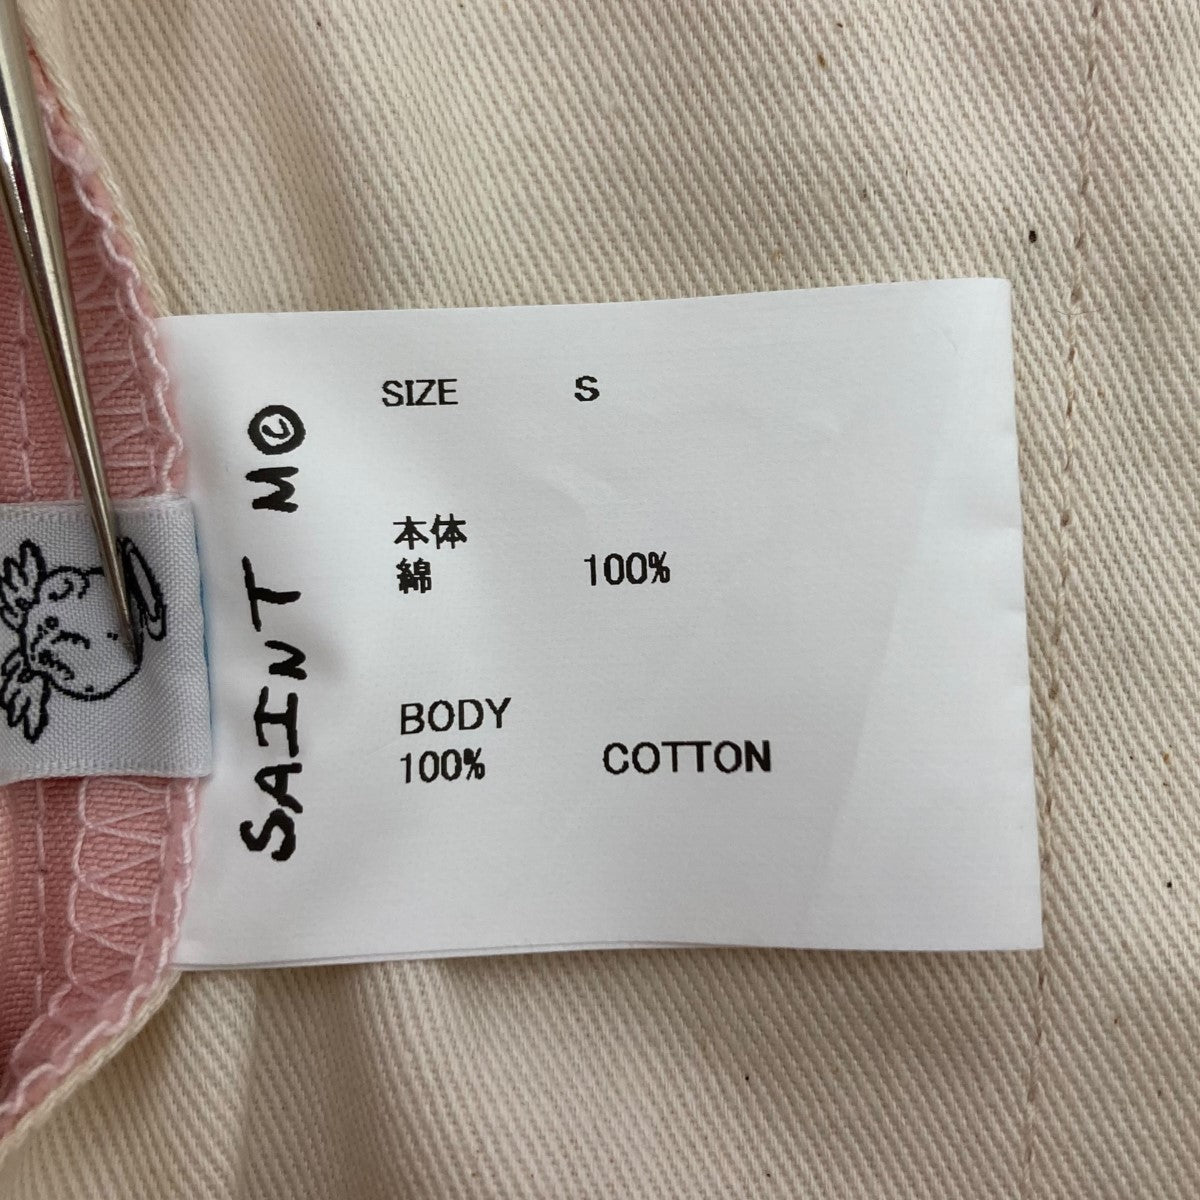 SAINT M©
SIZE S
本体
綿 100%
BODY
100% COTTON